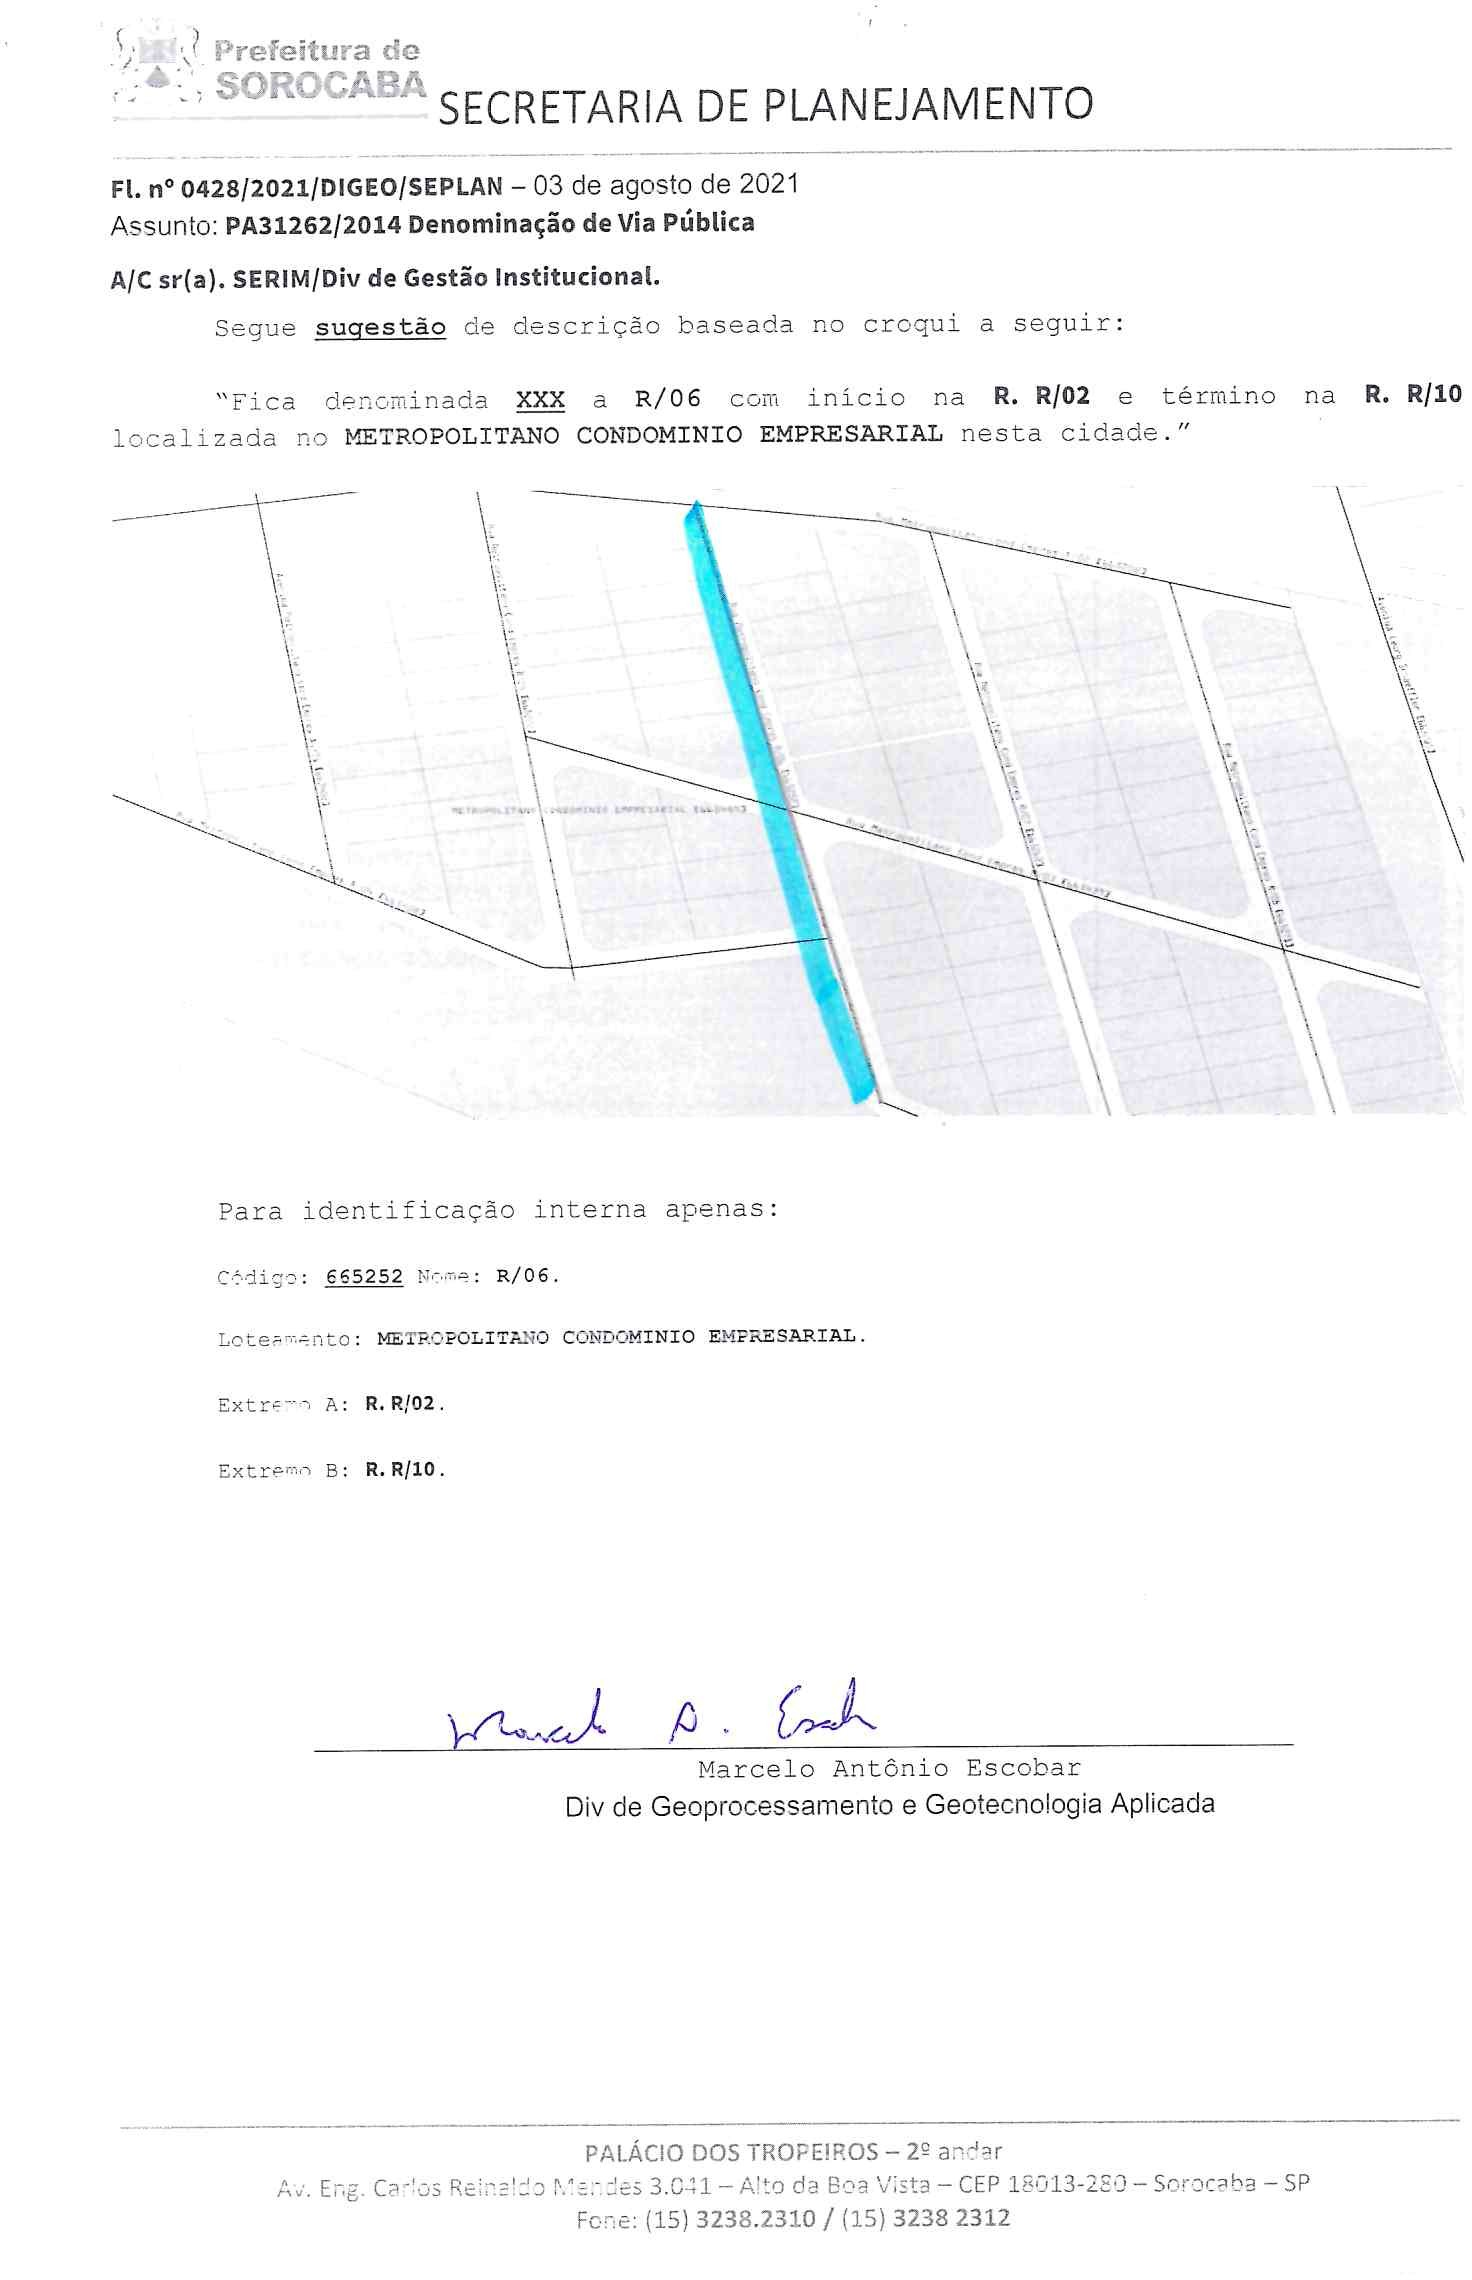 Prefeitura de
SOROCABA SECRETARIA DE PLANEJAMENTO
Fl. nº 0428/2021/DIGEO/SEPLAN – 03 de agosto de 2021
Assunto: PA31262/2014 Denominação de Via Pública
A/C sr(a). SERIM/Div de Gestão Institucional.
Segue sugestão de descrição baseada no croqui a seguir:
“Fica denominada XXX a R/06 com início na R. R/02 e término na R. R/10
localizada no METROPOLITANO CONDOMINIO EMPRESARIAL nesta cidade.”
METROPOLITANO CONDOMINIO EMPRESARIAL
Para identificação interna apenas:
Código: 665252 Nome: R/06.
Loteamento: METROPOLITANO CONDOMINIO EMPRESARIAL.
Extremo A: R. R/02.
Extremo B: R. R/10.
Marcelo A. Escobar
Marcelo Antônio Escobar
Div de Geoprocessamento e Geotecnologia Aplicada
PALÁCIO DOS TROPEIROS – 2º andar
Av. Eng. Carlos Reinaldo Mendes 3.041 – Alto da Boa Vista – CEP 18013-280 – Sorocaba – SP
Fone: (15) 3238.2310 / (15) 3238 2312